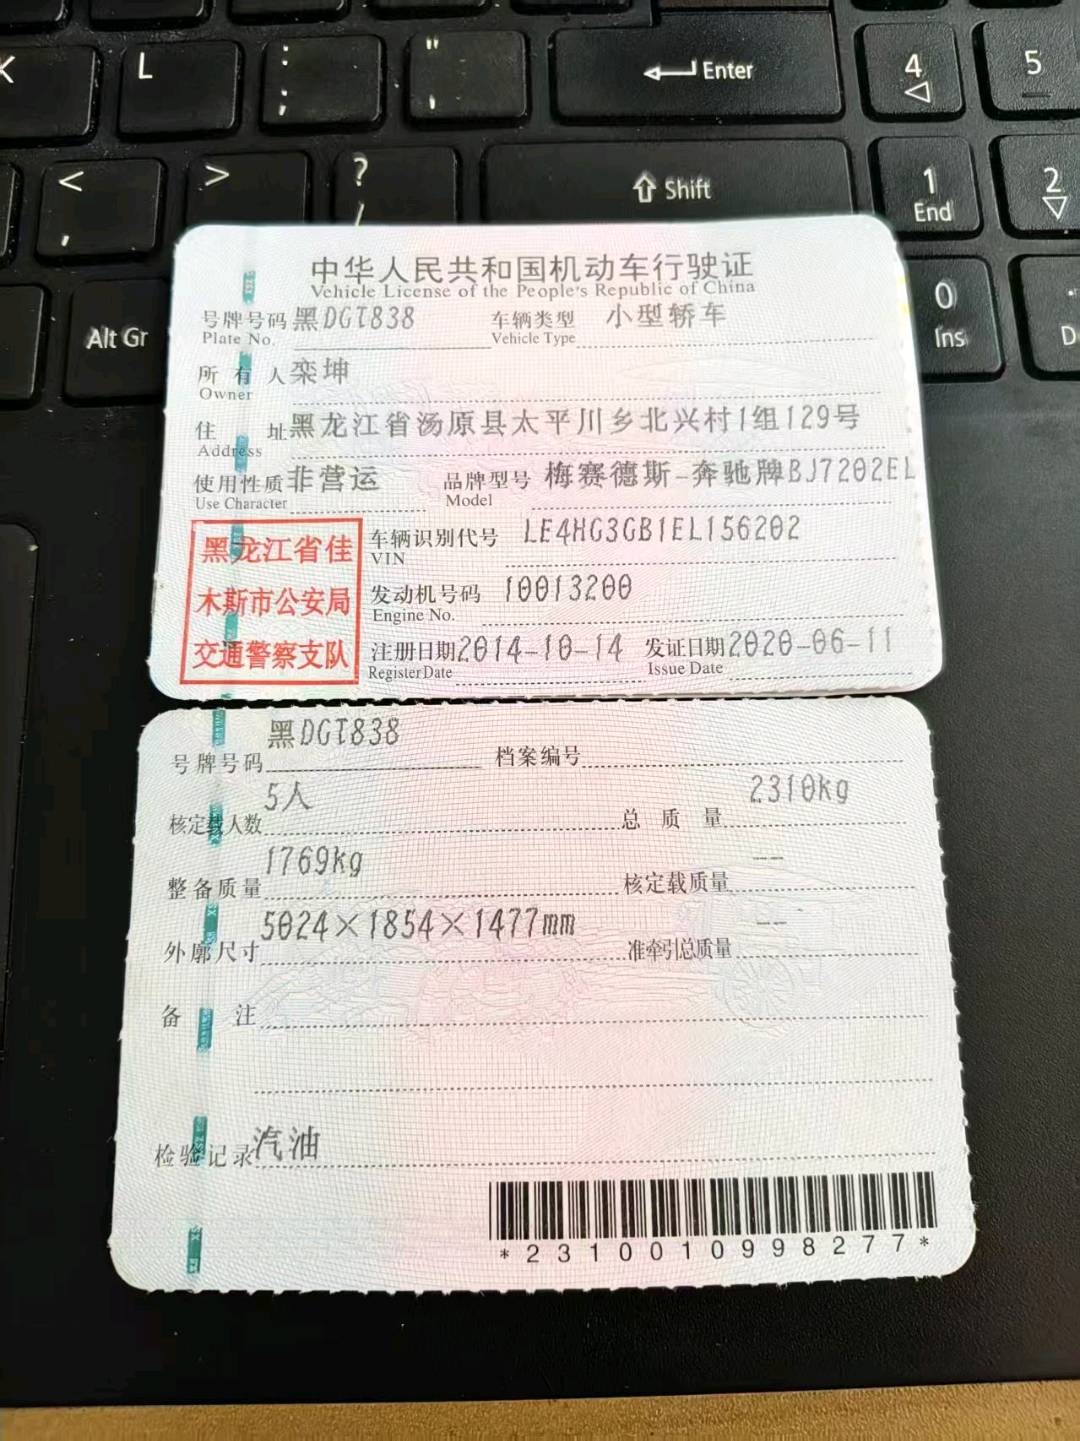 K
L
:
;
"
'
Enter
4
5
<
,
>
?
/
Shift
1
End
2
Alt Gr
0
Ins
D
中华人民共和国机动车行驶证
Vehicle License of the People's Republic of China
号牌号码 黑DGT838 车辆类型 小型轿车
Plate No. Vehicle Type
所有人 栾坤
Owner
住址 黑龙江省汤原县太平川乡北兴村1组129号
Address
使用性质 非营运 品牌型号 梅赛德斯-奔驰牌BJ7202EL
Use Character Model
黑龙江省佳
木斯市公安局
交通警察支队
车辆识别代号 LE4HG3GB1EL156202
VIN
发动机号码 10013200
Engine No.
注册日期 2014-10-14 发证日期 2020-06-11
Register Date Issue Date
号牌号码 黑DGT838 档案编号
核定载人数 5人 总质量 2310kg
整备质量 1769kg 核定载质量 --
外廓尺寸 5024×1854×1477mm 准牵引总质量 --
备注
检验记录 汽油
*2310010998277*